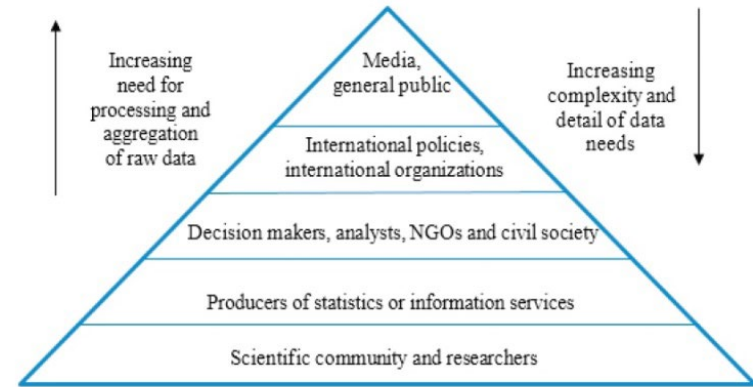 Increasing
need for
processing and
aggregation
of raw data
Media,
general public
Increasing
complexity and
detail of data
needs
International policies,
international organizations
Decision makers, analysts, NGOs and civil society
Producers of statistics or information services
Scientific community and researchers